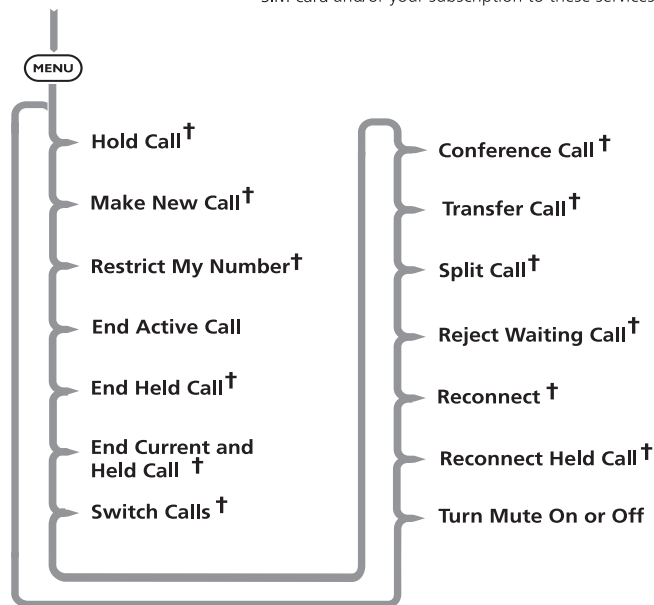 SIM card and/or your subscription to these services
MENU
Hold Call†
Make New Call†
Restrict My Number†
End Active Call
End Held Call†
End Current and
Held Call †
Switch Calls †
Conference Call †
Transfer Call†
Split Call†
Reject Waiting Call†
Reconnect †
Reconnect Held Call†
Turn Mute On or Off